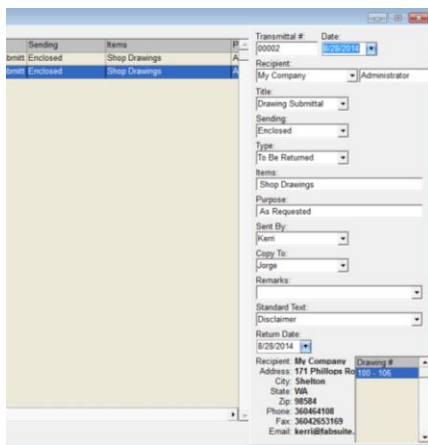 Sending Items P
bmitt Enclosed Shop Drawings A
bmitt Enclosed Shop Drawings A
Transmittal #: Date:
00002 8/28/2014
Recipient:
My Company Administrator
Title:
Drawing Submittal
Sending:
Enclosed
Type:
To Be Returned
Items:
Shop Drawings
Purpose:
As Requested
Sent By:
Kerri
Copy To:
Jorge
Remarks:
Standard Text:
Disclaimer
Return Date:
8/28/2014
Recipient: My Company Drawing #
Address: 171 Phillops Ro 100 - 106
City: Shelton
State: WA
Zip: 98584
Phone: 360464108
Fax: 36042653169
Email: kerri@fabsuite.